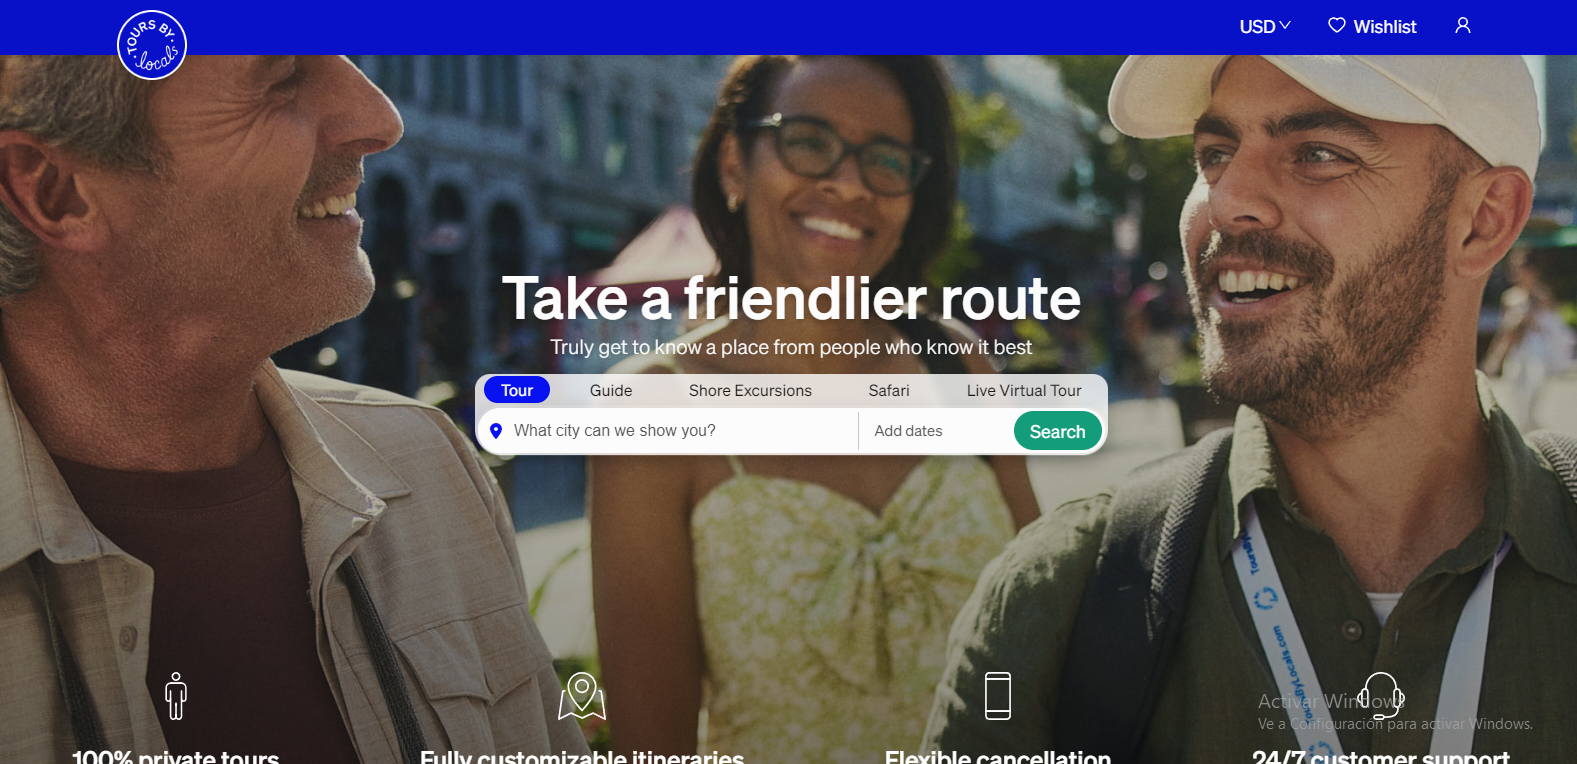 TOURS BY
locals
USD
Wishlist
Take a friendlier route
Truly get to know a place from people who know it best
Tour
Guide
Shore Excursions
Safari
Live Virtual Tour
What city can we show you?
Add dates
Search
ToursByLocals.com
Activar Windows
Ve a Configuración para activar Windows.
100% private tours
Fully customizable itineraries
Flexible cancellation
24/7 customer support